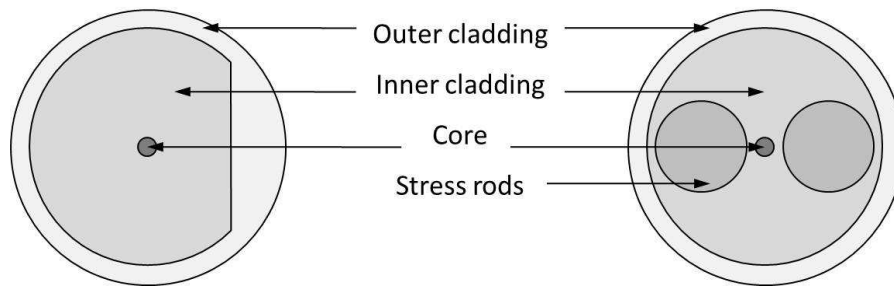 Outer cladding
Inner cladding
Core
Stress rods